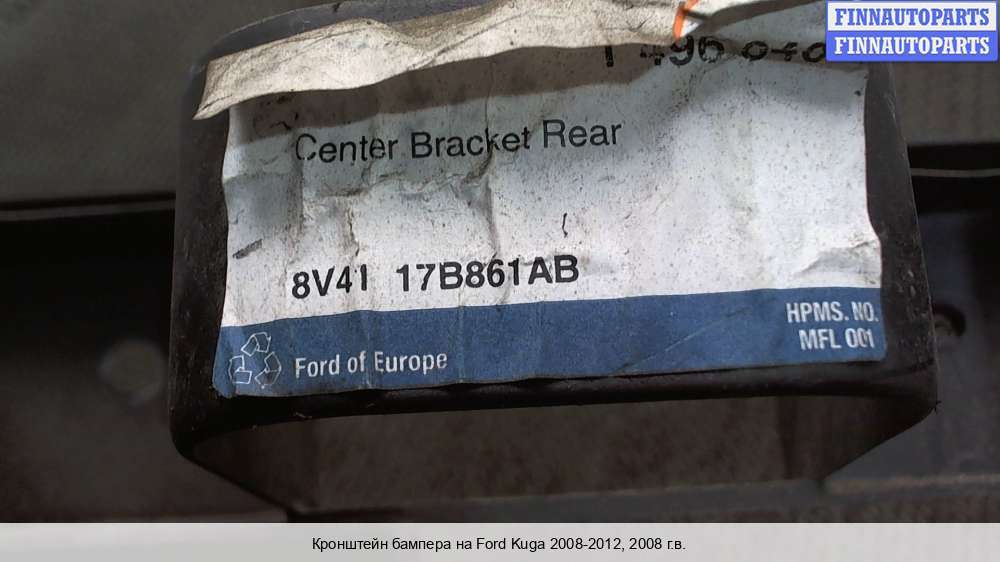 FINNAUTOPARTS
FINNAUTOPARTS
Center Bracket Rear
8V41 17B861AB
HPMS. NO.
MFL 001
Ford of Europe
Кронштейн бампера на Ford Kuga 2008-2012, 2008 г.в.